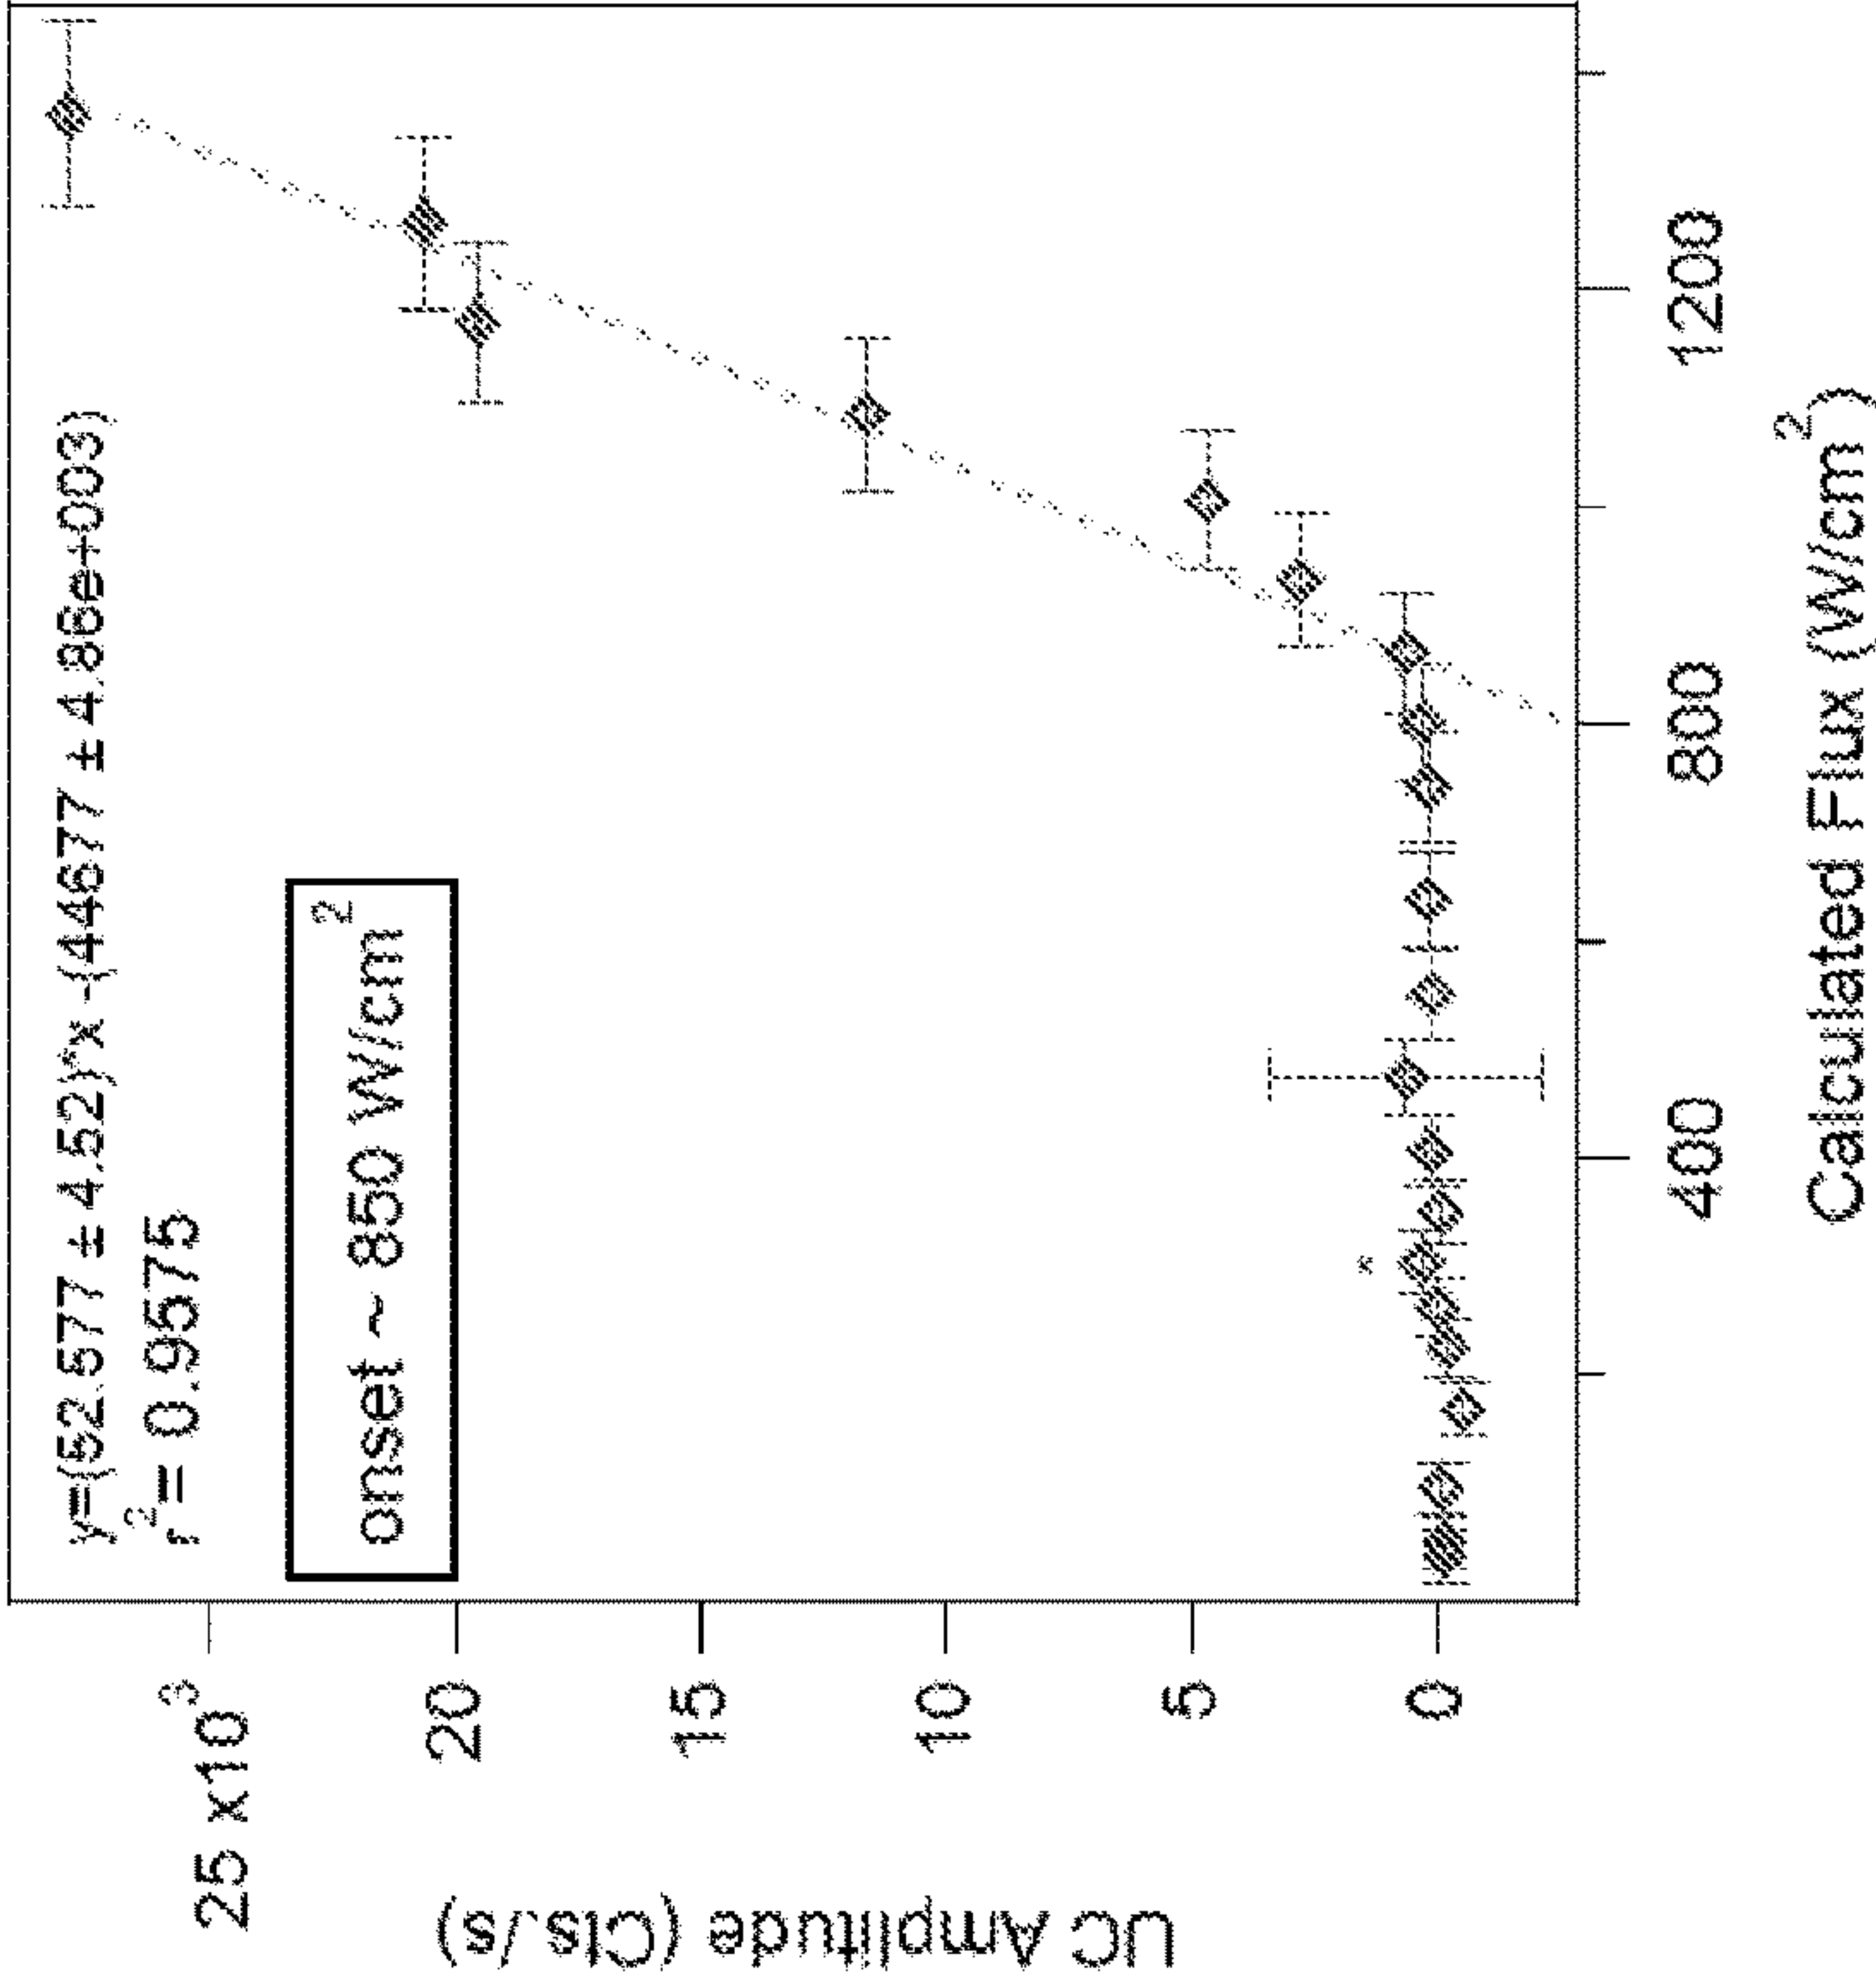 y=(52.577 ± 4.52)*x -(44677 ± 4.88e+003)
r² = 0.9575
onset ~ 850 W/cm²
25 x10³
20
15
10
5
0
UC Amplitude (Cts./s)
*
400
800
1200
Calculated Flux (W/cm²)